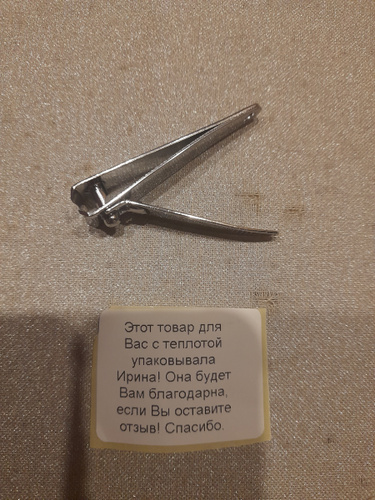 Этот товар для
Вас с теплотой
упаковывала
Ирина! Она будет
Вам благодарна,
если Вы оставите
отзыв! Спасибо.